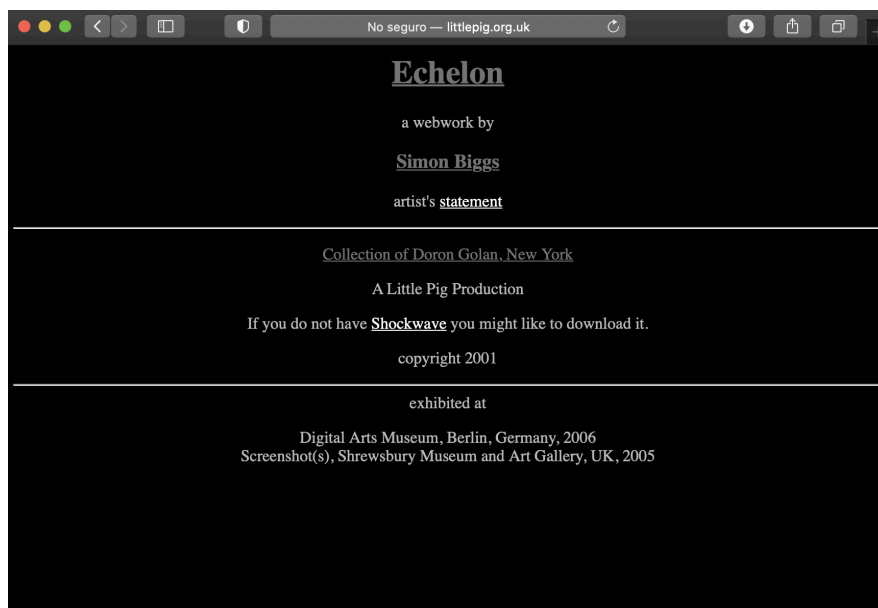 No seguro — littlepig.org.uk
Echelon
a webwork by
Simon Biggs
artist's statement
Collection of Doron Golan, New York
A Little Pig Production
If you do not have Shockwave you might like to download it.
copyright 2001
exhibited at
Digital Arts Museum, Berlin, Germany, 2006
Screenshot(s), Shrewsbury Museum and Art Gallery, UK, 2005